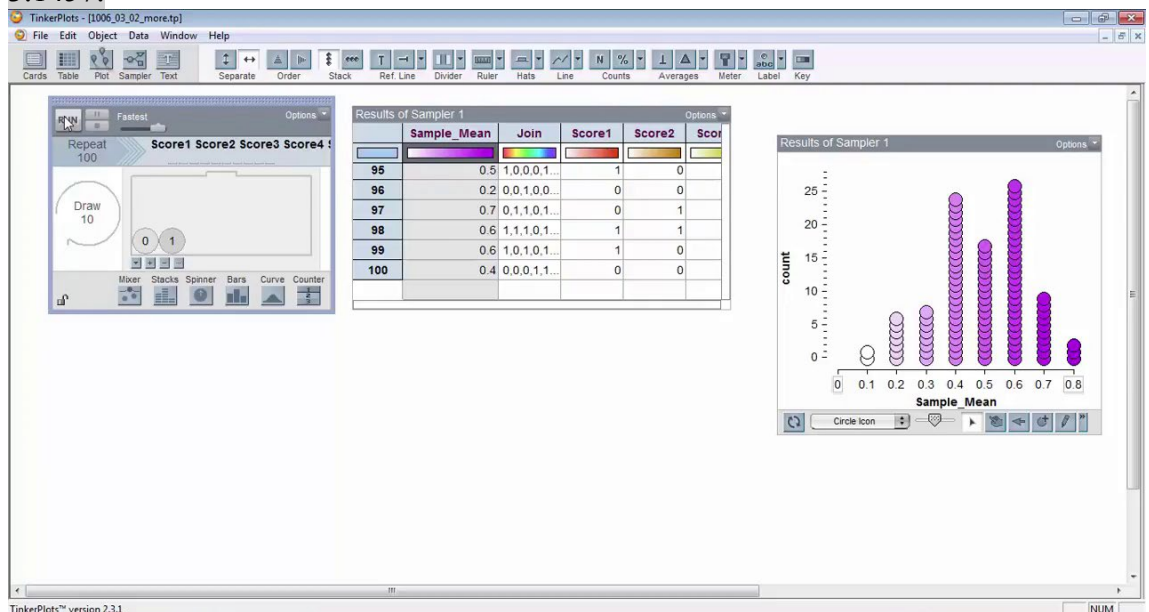 TinkerPlots - [1006_03_02_more.tp]
File Edit Object Data Window Help
Cards Table Plot Sampler Text Separate Order Stack Ref. Line Divider Ruler Hats Line Counts Averages Meter Label Key
Fastest Options
Repeat
100
Score1 Score2 Score3 Score4
Draw
10
0 1
Mixer Stacks Spinner Bars Curve Counter
Results of Sampler 1 Options
Sample_Mean Join Score1 Score2 Scor
95 0.5 1,0,0,0,1... 1 0
96 0.2 0,0,1,0,0... 0 0
97 0.7 0,1,1,0,1... 0 1
98 0.6 1,1,1,0,1... 1 1
99 0.6 1,0,1,0,1... 1 0
100 0.4 0,0,0,1,1... 0 0
Results of Sampler 1 Options
count
25
20
15
10
5
0
0 0.1 0.2 0.3 0.4 0.5 0.6 0.7 0.8
Sample_Mean
Circle Icon
TinkerPlots™ version 2.3.1
NUM